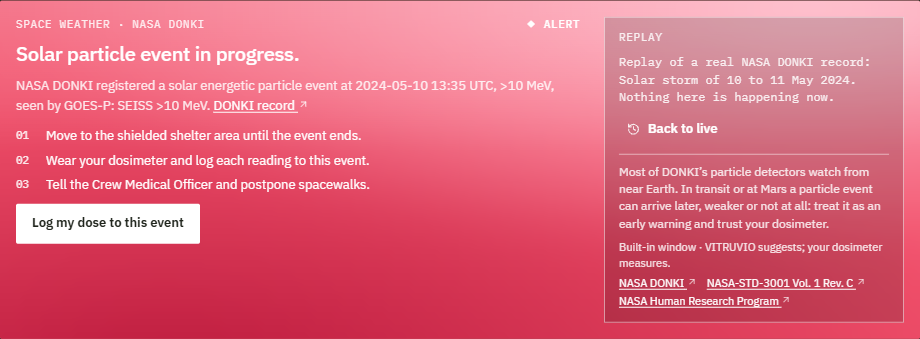 SPACE WEATHER · NASA DONKI
◆ ALERT
Solar particle event in progress.
NASA DONKI registered a solar energetic particle event at 2024-05-10 13:35 UTC, >10 MeV,
seen by GOES-P: SEISS >10 MeV. DONKI record ↗
01 Move to the shielded shelter area until the event ends.
02 Wear your dosimeter and log each reading to this event.
03 Tell the Crew Medical Officer and postpone spacewalks.
Log my dose to this event
REPLAY
Replay of a real NASA DONKI record:
Solar storm of 10 to 11 May 2024.
Nothing here is happening now.
Back to live
Most of DONKI's particle detectors watch from
near Earth. In transit or at Mars a particle event
can arrive later, weaker or not at all: treat it as an
early warning and trust your dosimeter.
Built-in window · VITRUVIO suggests; your dosimeter
measures.
NASA DONKI ↗ NASA-STD-3001 Vol. 1 Rev. C ↗
NASA Human Research Program ↗